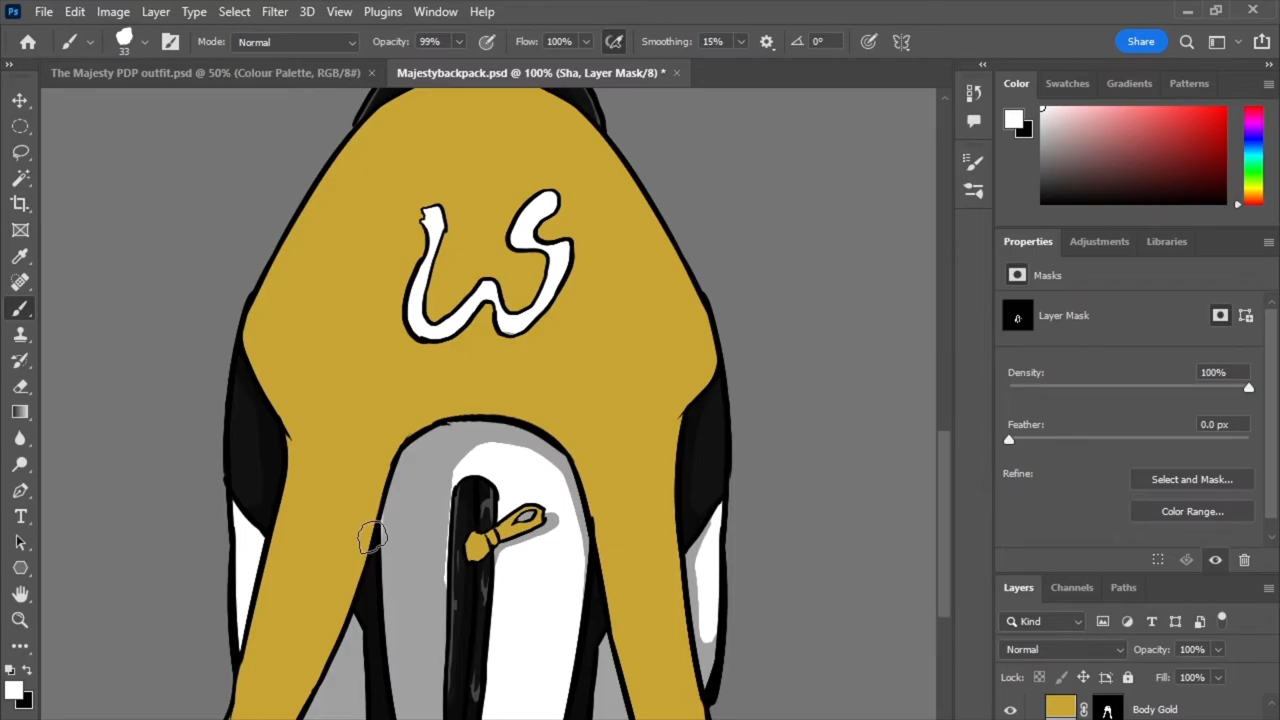 Ps File Edit Image Layer Type Select Filter 3D View Plugins Window Help
33 Mode: Normal Opacity: 99% Flow: 100% Smoothing: 15% 0° Share
The Majesty PDP outfit.psd @ 50% (Colour Palette, RGB/8#) × Majestybackpack.psd @ 100% (Sha, Layer Mask/8) * ×
Color Swatches Gradients Patterns
Properties Adjustments Libraries
Masks
Layer Mask
Density: 100%
Feather: 0.0 px
Refine: Select and Mask...
Color Range...
Layers Channels Paths
Kind
Normal Opacity: 100%
Lock: Fill: 100%
Body Gold